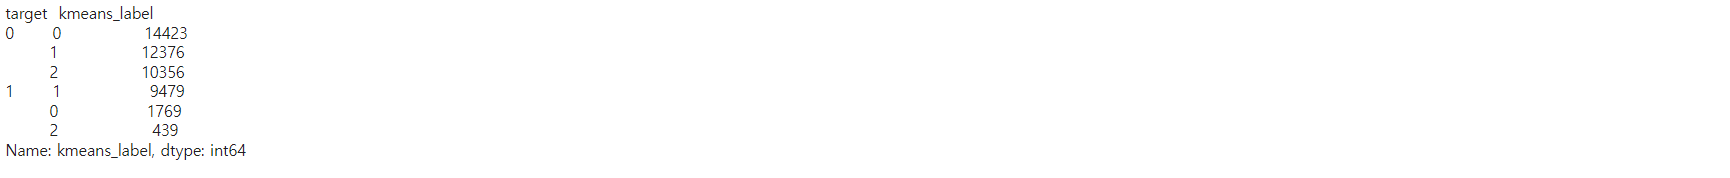 target kmeans_label
0 0 14423
1 12376
2 10356
1 1 9479
0 1769
2 439
Name: kmeans_label, dtype: int64